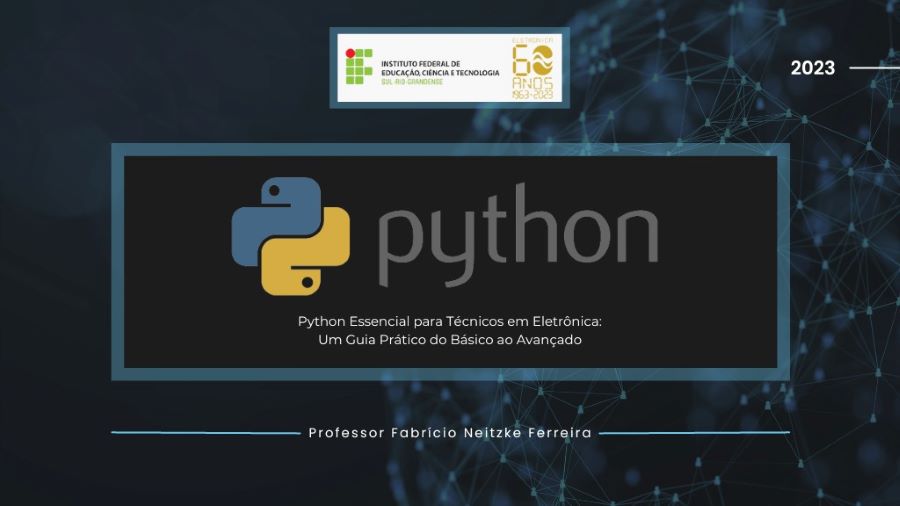 INSTITUTO FEDERAL DE
EDUCAÇÃO, CIÊNCIA E TECNOLOGIA
SUL-RIO-GRANDENSE
ELETRÔNICA
60
ANOS
1963-2023
2023
python
Python Essencial para Técnicos em Eletrônica:
Um Guia Prático do Básico ao Avançado
Professor Fabrício Neitzke Ferreira